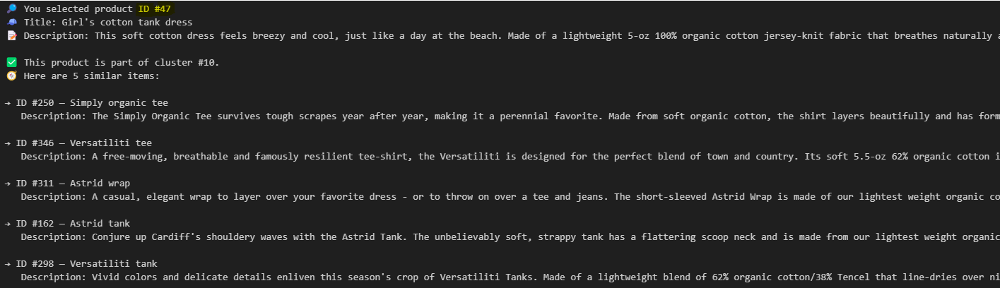 🔎 You selected product ID #47
🧢 Title: Girl's cotton tank dress
📝 Description: This soft cotton dress feels breezy and cool, just like a day at the beach. Made of a lightweight 5-oz 100% organic cotton jersey-knit fabric that breathes naturally a
✅ This product is part of cluster #10.
🧭 Here are 5 similar items:
→ ID #250 — Simply organic tee
Description: The Simply Organic Tee survives tough scrapes year after year, making it a perennial favorite. Made from soft organic cotton, the shirt layers beautifully and has form
→ ID #346 — Versatiliti tee
Description: A free-moving, breathable and famously resilient tee-shirt, the Versatiliti is designed for the perfect blend of town and country. Its soft 5.5-oz 62% organic cotton i
→ ID #311 — Astrid wrap
Description: A casual, elegant wrap to layer over your favorite dress - or to throw on over a tee and jeans. The short-sleeved Astrid Wrap is made of our lightest weight organic co
→ ID #162 — Astrid tank
Description: Conjure up Cardiff's shouldery waves with the Astrid Tank. The unbelievably soft, strappy tank has a flattering scoop neck and is made from our lightest weight organic
→ ID #298 — Versatiliti tank
Description: Vivid colors and delicate details enliven this season's crop of Versatiliti Tanks. Made of a lightweight blend of 62% organic cotton/38% Tencel that line-dries over ni